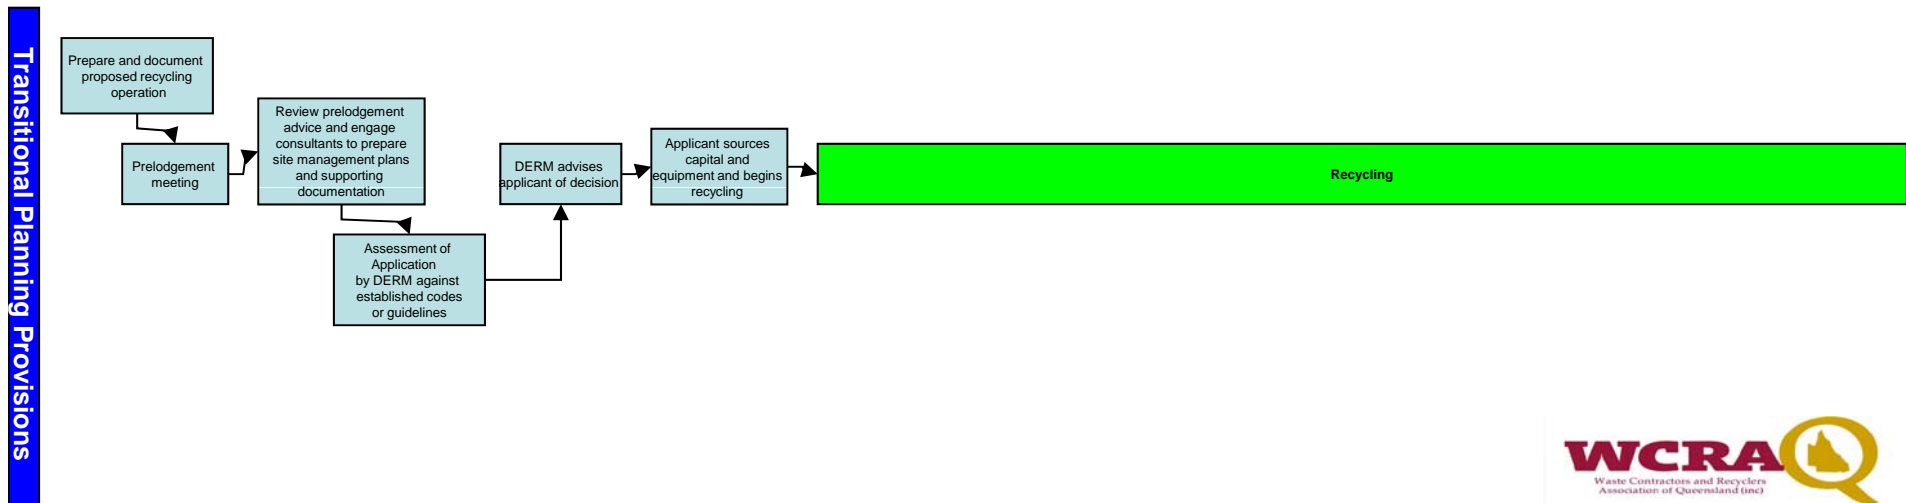 Transitional Planning Provisions
Prepare and document
proposed recycling
operation
Prelodgement
meeting
Review prelodgement
advice and engage
consultants to prepare
site management plans
and supporting
documentation
Assessment of
Application
by DERM against
established codes
or guidelines
DERM advises
applicant of decision
Applicant sources
capital and
equipment and begins
recycling
Recycling
WCRAQ
Waste Contractors and Recyclers
Association of Queensland (inc)